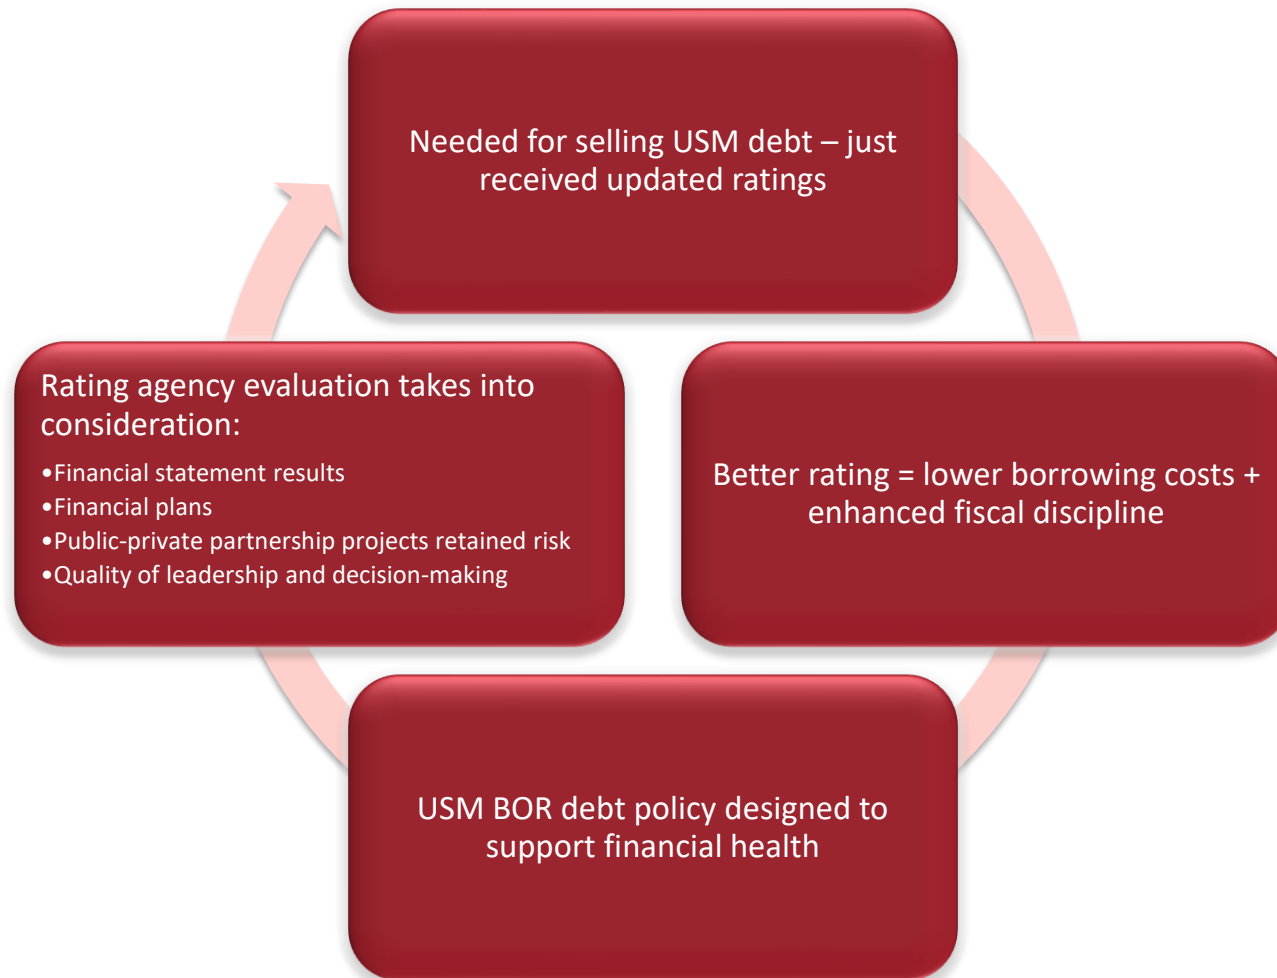 Needed for selling USM debt – just
received updated ratings
Better rating = lower borrowing costs +
enhanced fiscal discipline
USM BOR debt policy designed to
support financial health
Rating agency evaluation takes into
consideration:
•Financial statement results
•Financial plans
•Public-private partnership projects retained risk
•Quality of leadership and decision-making